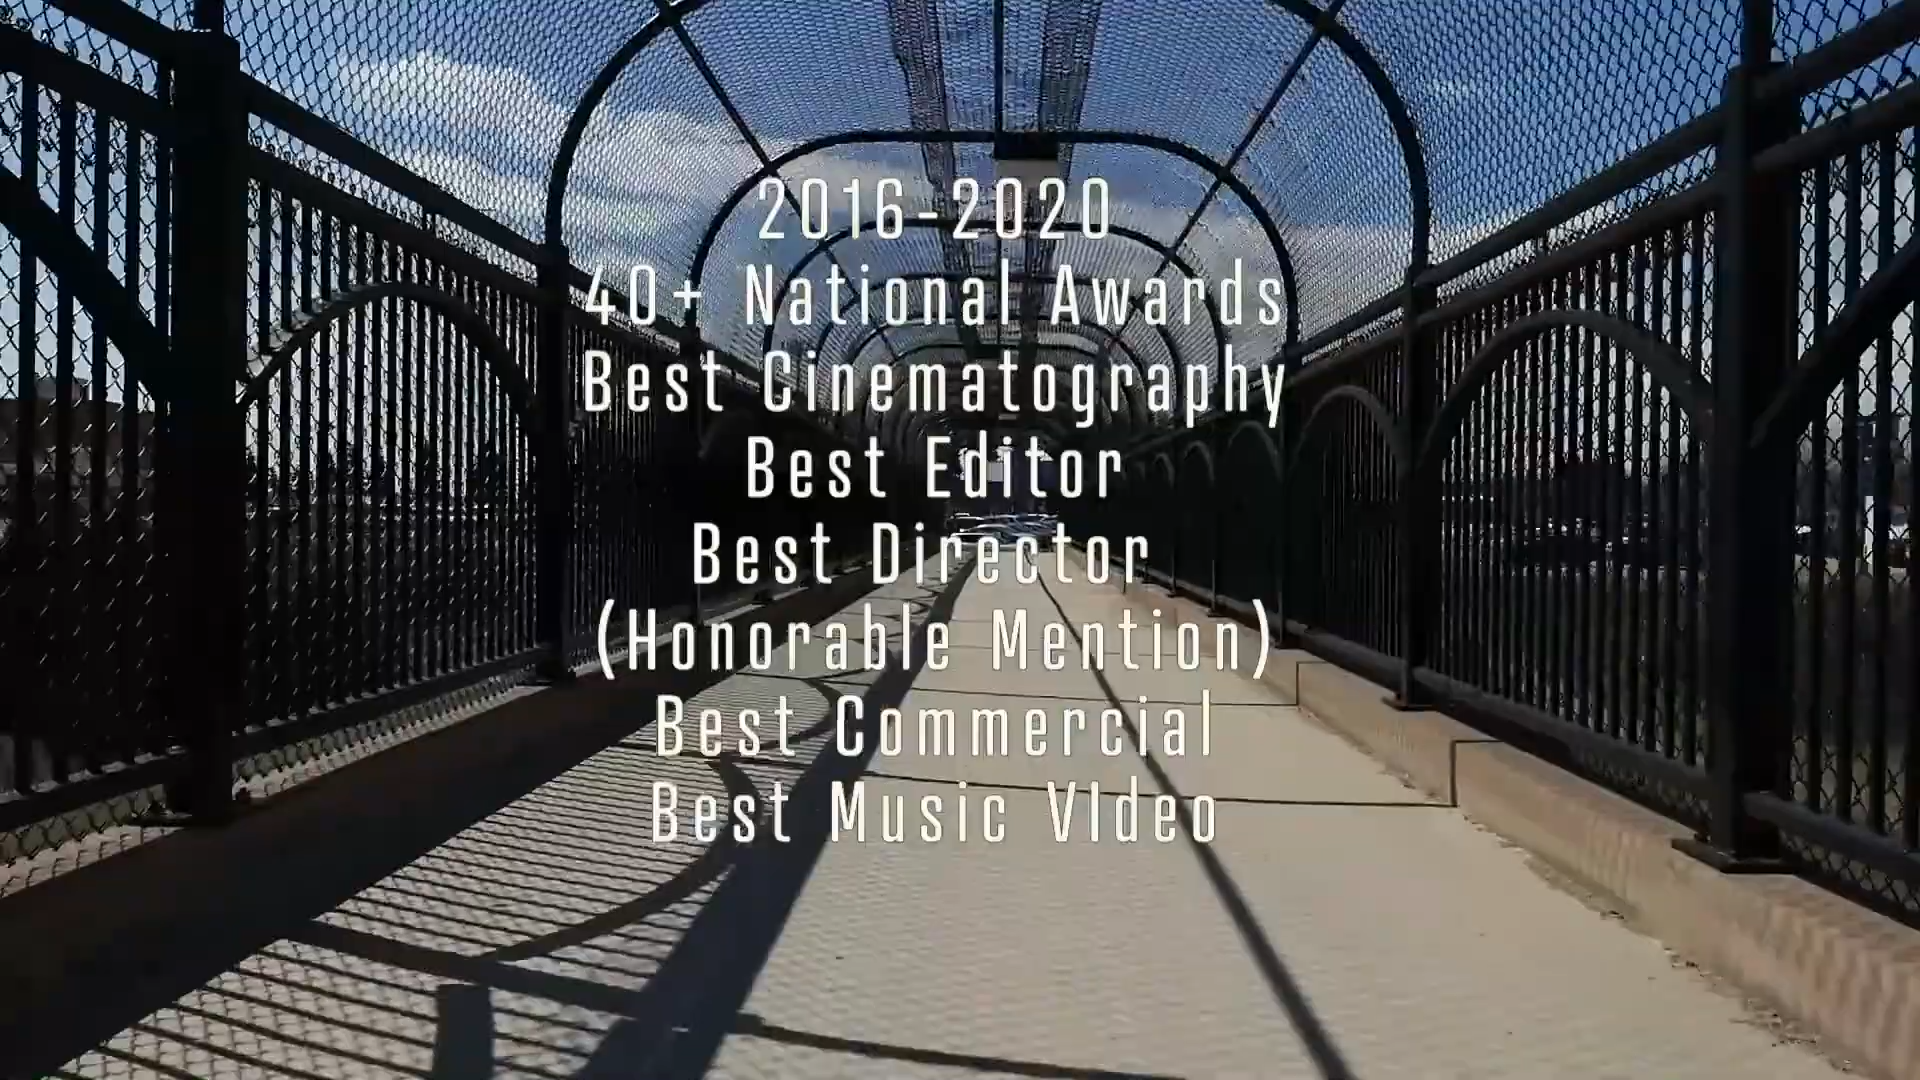 2016-2020
40+ National Awards
Best Cinematography
Best Editor
Best Director
(Honorable Mention)
Best Commercial
Best Music VIdeo